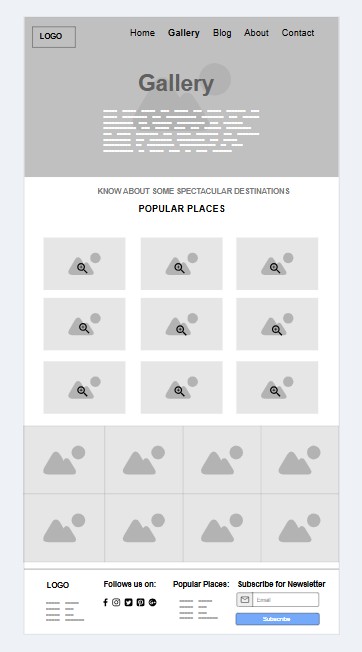 LOGO
Home Gallery Blog About Contact
Gallery
KNOW ABOUT SOME SPECTACULAR DESTINATIONS
POPULAR PLACES
LOGO
Follows us on:
Popular Places:
Subscribe for Newsletter
Email
Subscribe